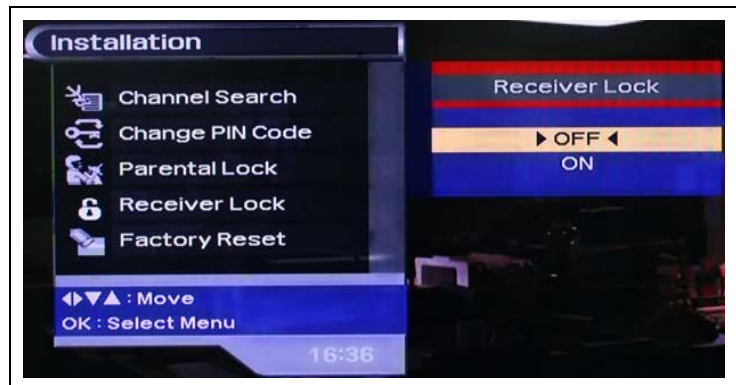 Installation
Channel Search
Change PIN Code
Parental Lock
Receiver Lock
Factory Reset
◀▶▼▲ : Move
OK : Select Menu
16:36
Receiver Lock
▶ OFF ◀
ON